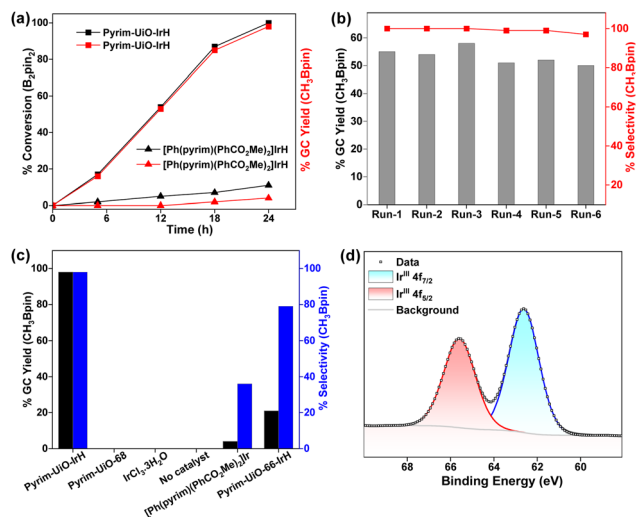 (a)
Pyrim-UiO-IrH
Pyrim-UiO-IrH
[Ph(pyrim)(PhCO₂Me)₂]IrH
[Ph(pyrim)(PhCO₂Me)₂]IrH
% Conversion (B₂pin₂)
% GC Yield (CH₃Bpin)
100
80
60
40
20
0
0 6 12 18 24
Time (h)
(b)
% GC Yield (CH₃Bpin)
% Selectivity (CH₃Bpin)
60
50
40
30
20
10
0
100
80
60
40
20
Run-1 Run-2 Run-3 Run-4 Run-5 Run-6
(c)
% GC Yield (CH₃Bpin)
% Selectivity (CH₃Bpin)
100
80
60
40
20
0
100
80
60
40
20
0
Pyrim-UiO-IrH
Pyrim-UiO-68
IrCl₃.3H₂O
No catalyst
[Ph(pyrim)(PhCO₂Me)₂]Ir
Pyrim-UiO-66-IrH
(d)
Data
Irᴵᴵᴵ 4f₇/₂
Irᴵᴵᴵ 4f₅/₂
Background
68 66 64 62 60
Binding Energy (eV)